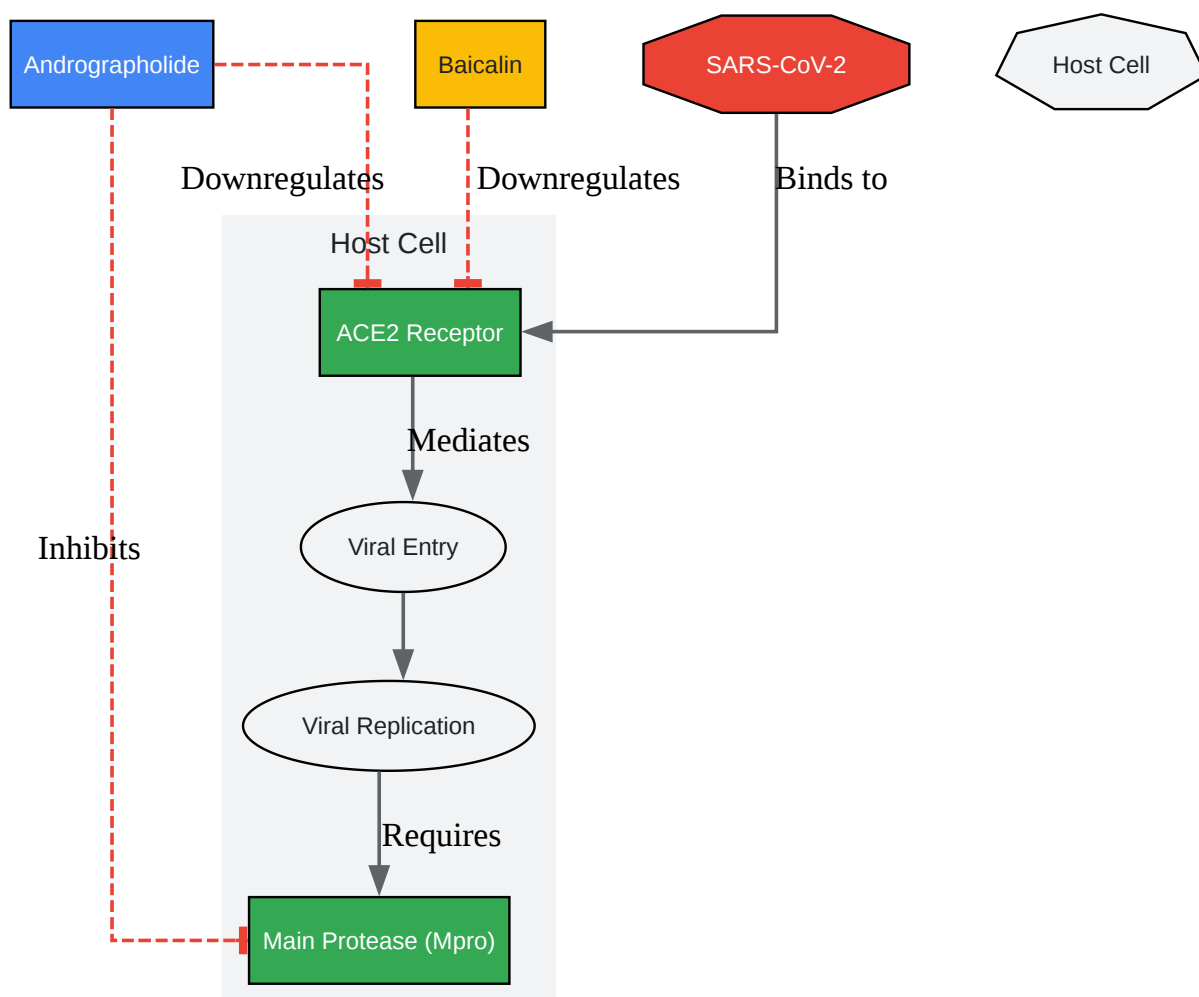 Andrographolide
Baicalin
SARS-CoV-2
Host Cell
Downregulates
Downregulates
Binds to
Host Cell
ACE2 Receptor
Mediates
Viral Entry
Inhibits
Viral Replication
Requires
Main Protease (Mpro)